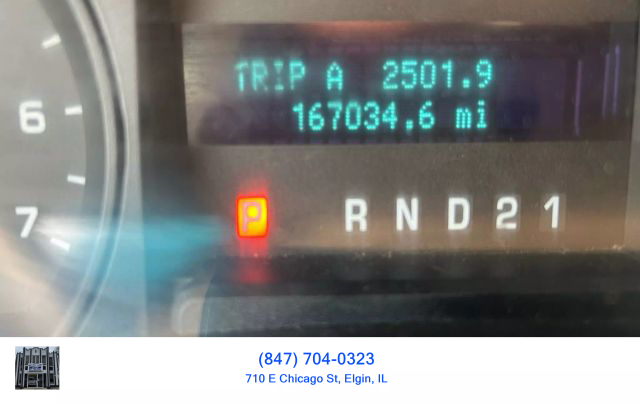 TRIP A 2501.9
167034.6 mi
6
7
P R N D 2 1
(847) 704-0323
710 E Chicago St, Elgin, IL